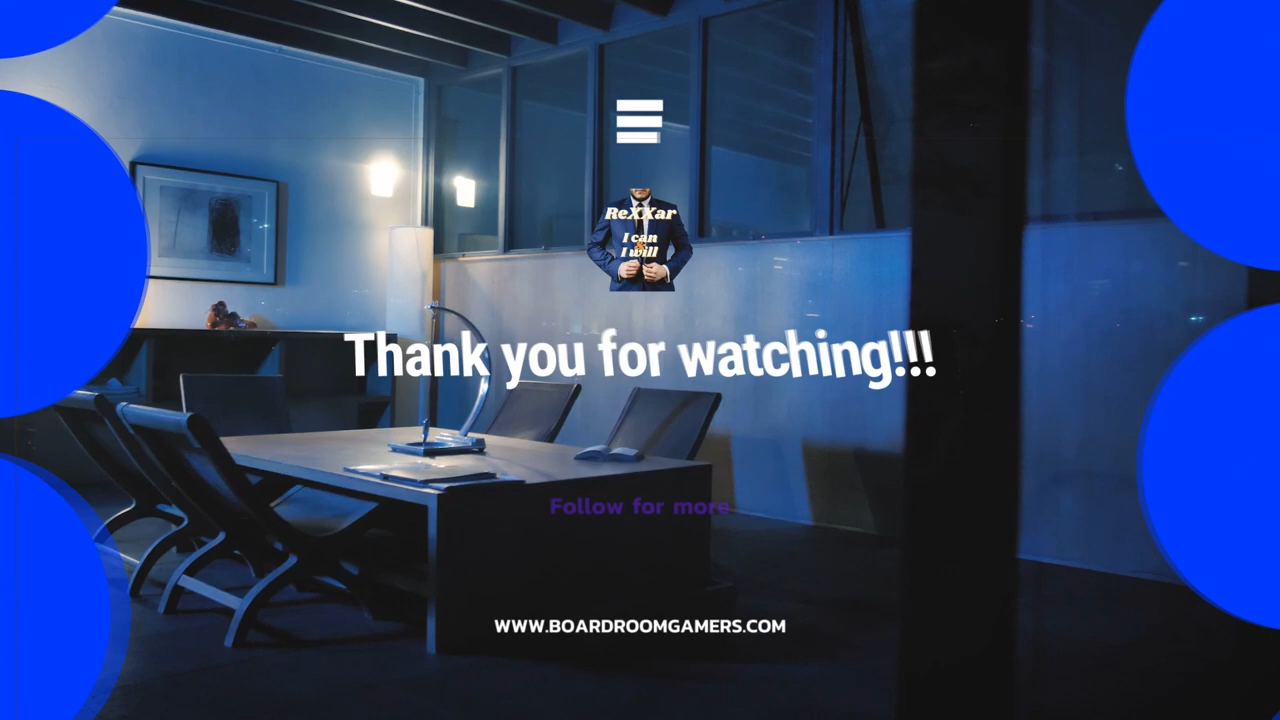 ReXXar
I can
&
I will
Thank you for watching!!!
Follow for more
WWW.BOARDROOMGAMERS.COM